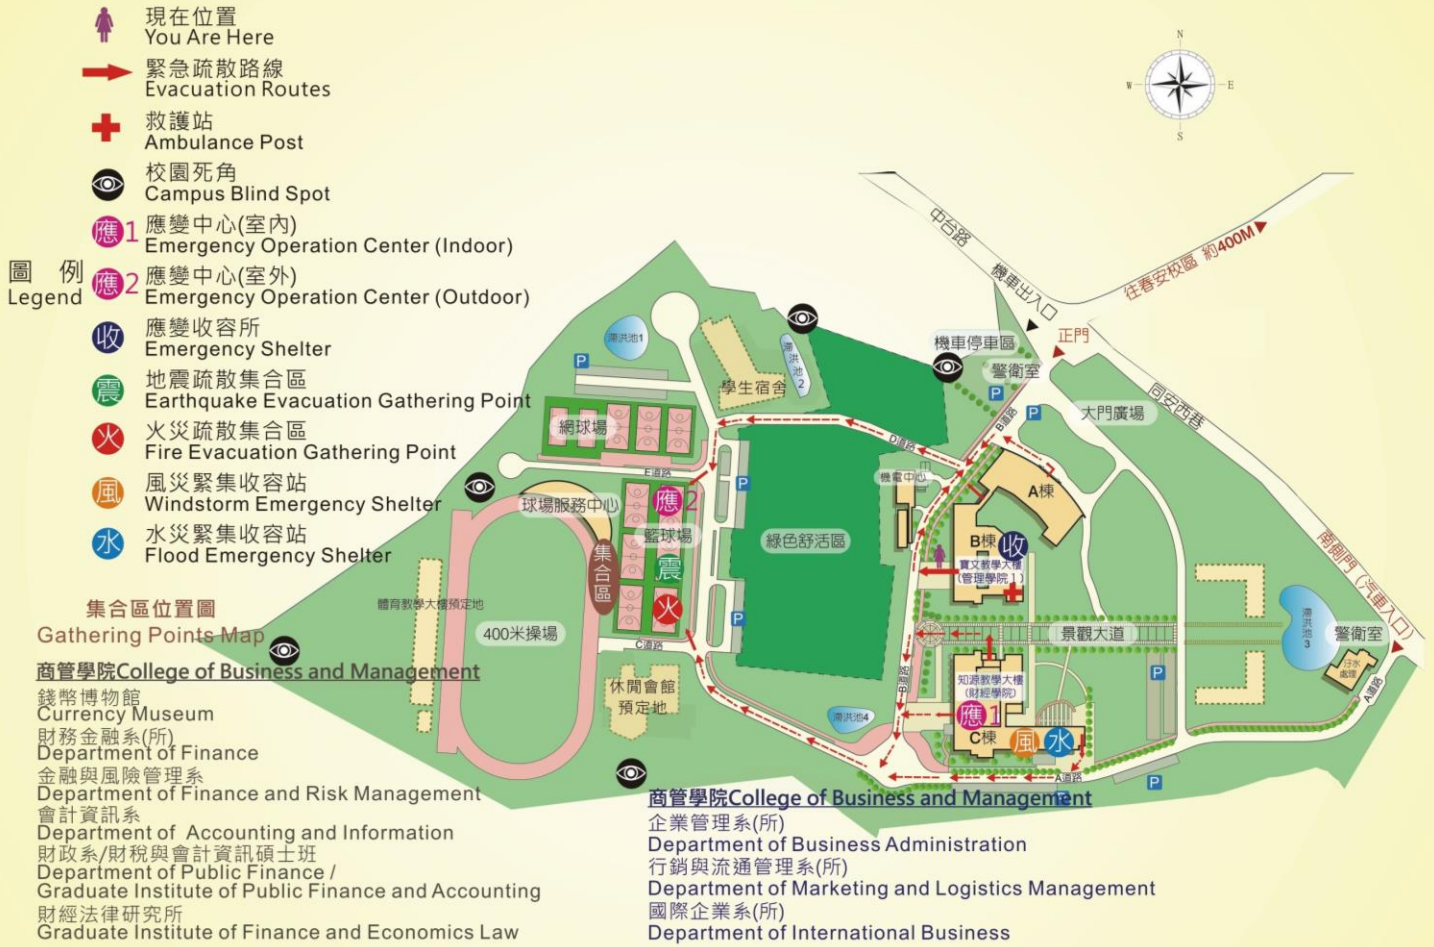 現在位置
You Are Here
緊急疏散路線
Evacuation Routes
救護站
Ambulance Post
校園死角
Campus Blind Spot
應1
應變中心(室內)
Emergency Operation Center (Indoor)
圖 例
Legend
應2
應變中心(室外)
Emergency Operation Center (Outdoor)
收
應變收容所
Emergency Shelter
震
地震疏散集合區
Earthquake Evacuation Gathering Point
火
火災疏散集合區
Fire Evacuation Gathering Point
風
風災緊集收容站
Windstorm Emergency Shelter
水
水災緊集收容站
Flood Emergency Shelter
集合區位置圖
Gathering Points Map
商管學院College of Business and Management
錢幣博物館
Currency Museum
財務金融系(所)
Department of Finance
金融與風險管理系
Department of Finance and Risk Management
會計資訊系
Department of Accounting and Information
財政系/財稅與會計資訊碩士班
Department of Public Finance /
Graduate Institute of Public Finance and Accounting
財經法律研究所
Graduate Institute of Finance and Economics Law
商管學院College of Business and Management
企業管理系(所)
Department of Business Administration
行銷與流通管理系(所)
Department of Marketing and Logistics Management
國際企業系(所)
Department of International Business
N
W
E
S
中台路
機車出入口
往春安校區 約400M
正門
同安西巷
南側門(汽車入口)
機車停車區
警衛室
大門廣場
P
P
P
P
P
P
P
P
P
滯洪池1
滯洪池2
學生宿舍
網球場
E道路
D道路
B道路
機電中心
A棟
B棟
收
寶文教學大樓
(管理學院1)
球場服務中心
應2
籃球場
震
火
集合區
綠色舒活區
體育教學大樓預定地
400米操場
C道路
休閒會館
預定地
B道路
景觀大道
滯洪池3
警衛室
汙水
處理
A道路
知源教學大樓
(財經學院)
應1
C棟
風
水
滯洪池4
A道路